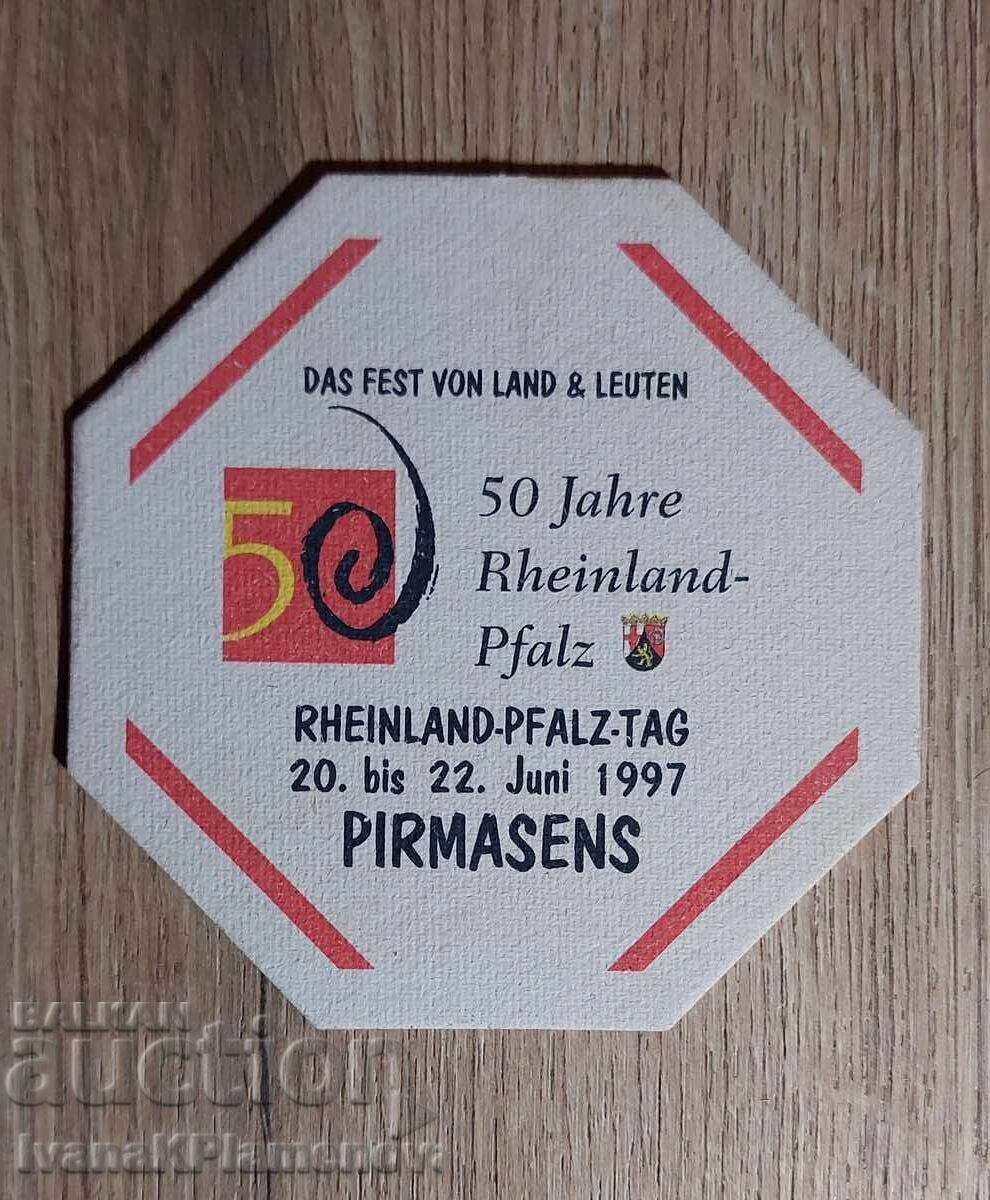 DAS FEST VON LAND & LEUTEN
50
50 Jahre
Rheinland-
Pfalz
RHEINLAND-PFALZ-TAG
20. bis 22. Juni 1997
PIRMASENS
BALKAN
auction
IvanaKPlamenova